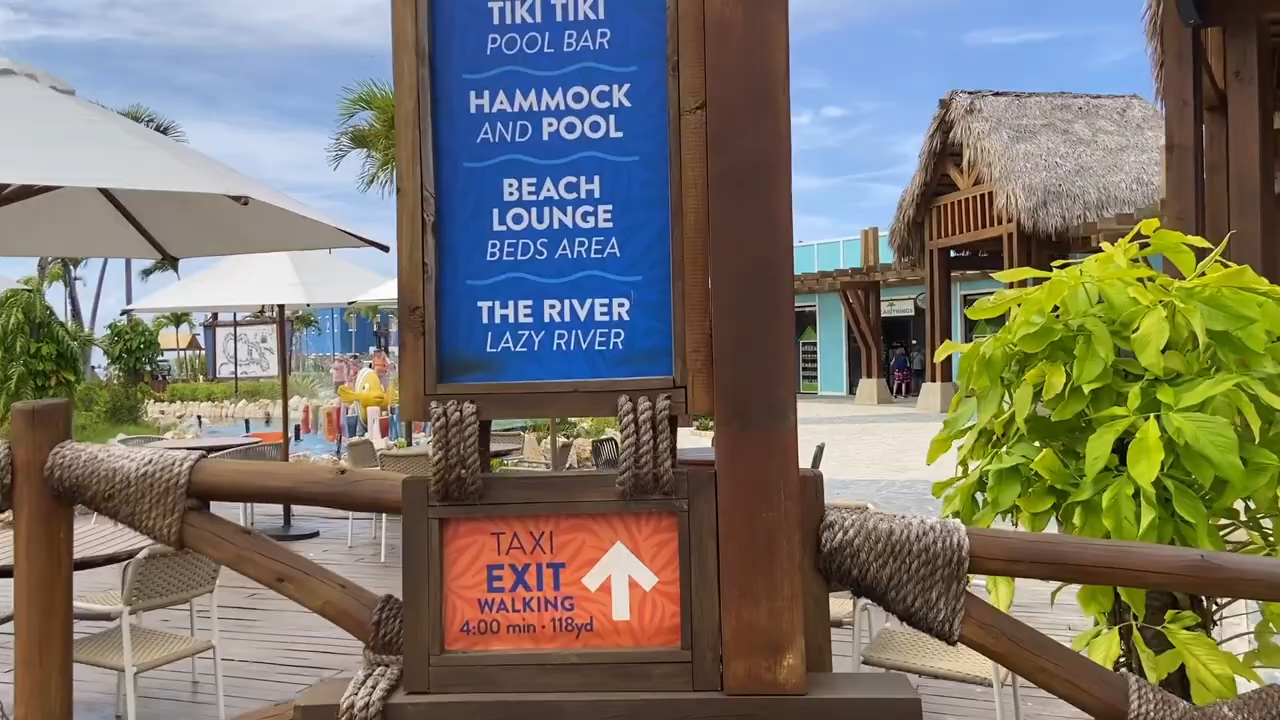 TIKI TIKI
POOL BAR
HAMMOCK
AND POOL
BEACH
LOUNGE
BEDS AREA
THE RIVER
LAZY RIVER
TAXI
EXIT
WALKING
4:00 min · 118yd